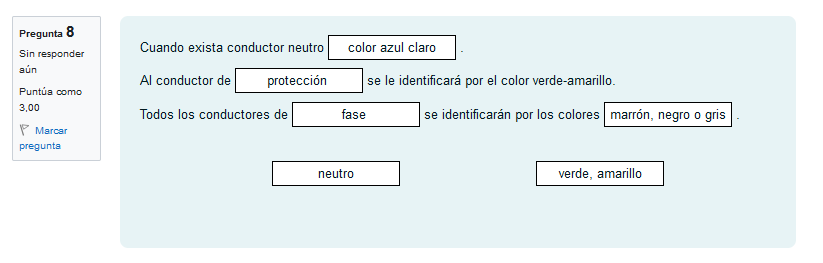 Pregunta 8
Sin responder
aún
Puntúa como
3,00
Marcar
pregunta
Cuando exista conductor neutro color azul claro .
Al conductor de protección se le identificará por el color verde-amarillo.
Todos los conductores de fase se identificarán por los colores marrón, negro o gris .
neutro verde, amarillo